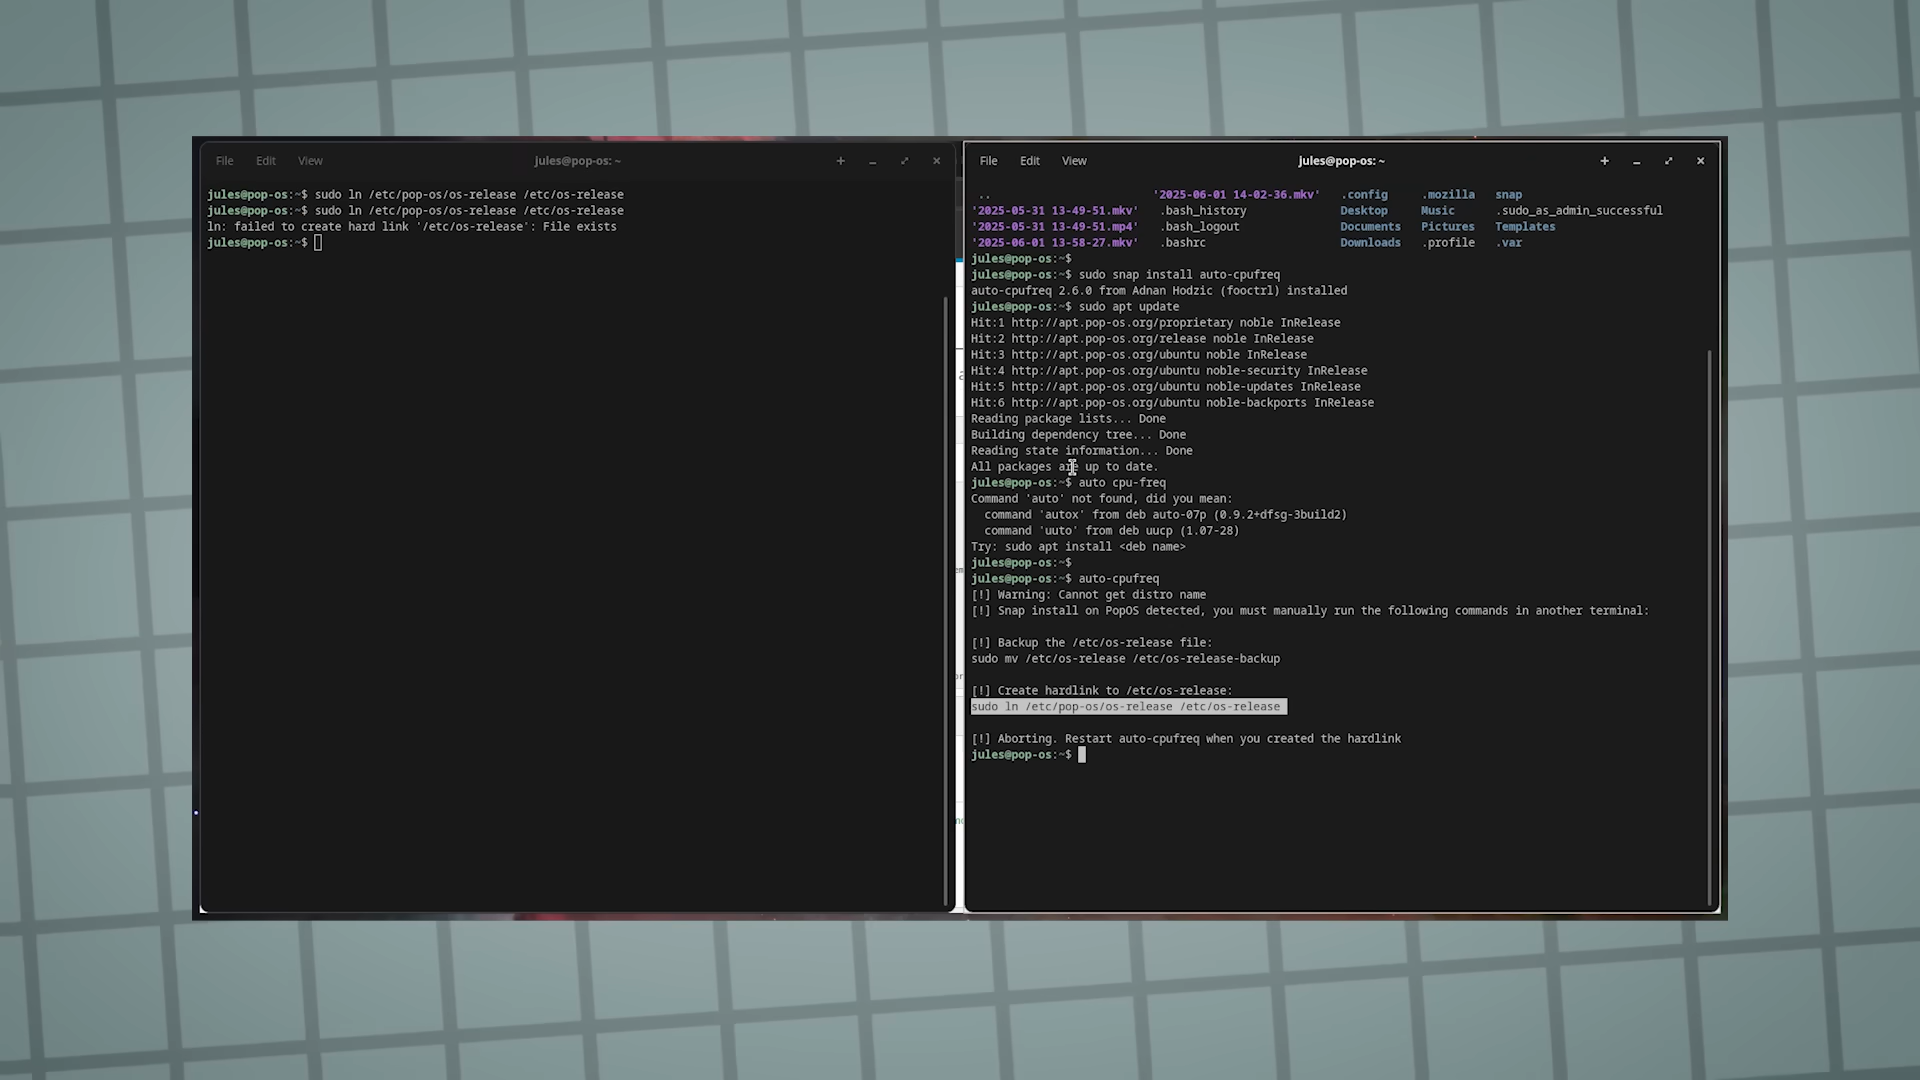 File Edit View jules@pop-os: ~
jules@pop-os:~$ sudo ln /etc/pop-os/os-release /etc/os-release
jules@pop-os:~$ sudo ln /etc/pop-os/os-release /etc/os-release
ln: failed to create hard link '/etc/os-release': File exists
jules@pop-os:~$
File Edit View jules@pop-os: ~
.. '2025-06-01 14-02-36.mkv' .config .mozilla snap
'2025-05-31 13-49-51.mkv' .bash_history Desktop Music .sudo_as_admin_successful
'2025-05-31 13-49-51.mp4' .bash_logout Documents Pictures Templates
'2025-06-01 13-58-27.mkv' .bashrc Downloads .profile .var
jules@pop-os:~$
jules@pop-os:~$ sudo snap install auto-cpufreq
auto-cpufreq 2.6.0 from Adnan Hodzic (fooctrl) installed
jules@pop-os:~$ sudo apt update
Hit:1 http://apt.pop-os.org/proprietary noble InRelease
Hit:2 http://apt.pop-os.org/release noble InRelease
Hit:3 http://apt.pop-os.org/ubuntu noble InRelease
Hit:4 http://apt.pop-os.org/ubuntu noble-security InRelease
Hit:5 http://apt.pop-os.org/ubuntu noble-updates InRelease
Hit:6 http://apt.pop-os.org/ubuntu noble-backports InRelease
Reading package lists... Done
Building dependency tree... Done
Reading state information... Done
All packages are up to date.
jules@pop-os:~$ auto cpu-freq
Command 'auto' not found, did you mean:
  command 'autox' from deb auto-07p (0.9.2+dfsg-3build2)
  command 'uuto' from deb uucp (1.07-28)
Try: sudo apt install <deb name>
jules@pop-os:~$
jules@pop-os:~$ auto-cpufreq
[!] Warning: Cannot get distro name
[!] Snap install on PopOS detected, you must manually run the following commands in another terminal:
[!] Backup the /etc/os-release file:
sudo mv /etc/os-release /etc/os-release-backup
[!] Create hardlink to /etc/os-release:
sudo ln /etc/pop-os/os-release /etc/os-release
[!] Aborting. Restart auto-cpufreq when you created the hardlink
jules@pop-os:~$